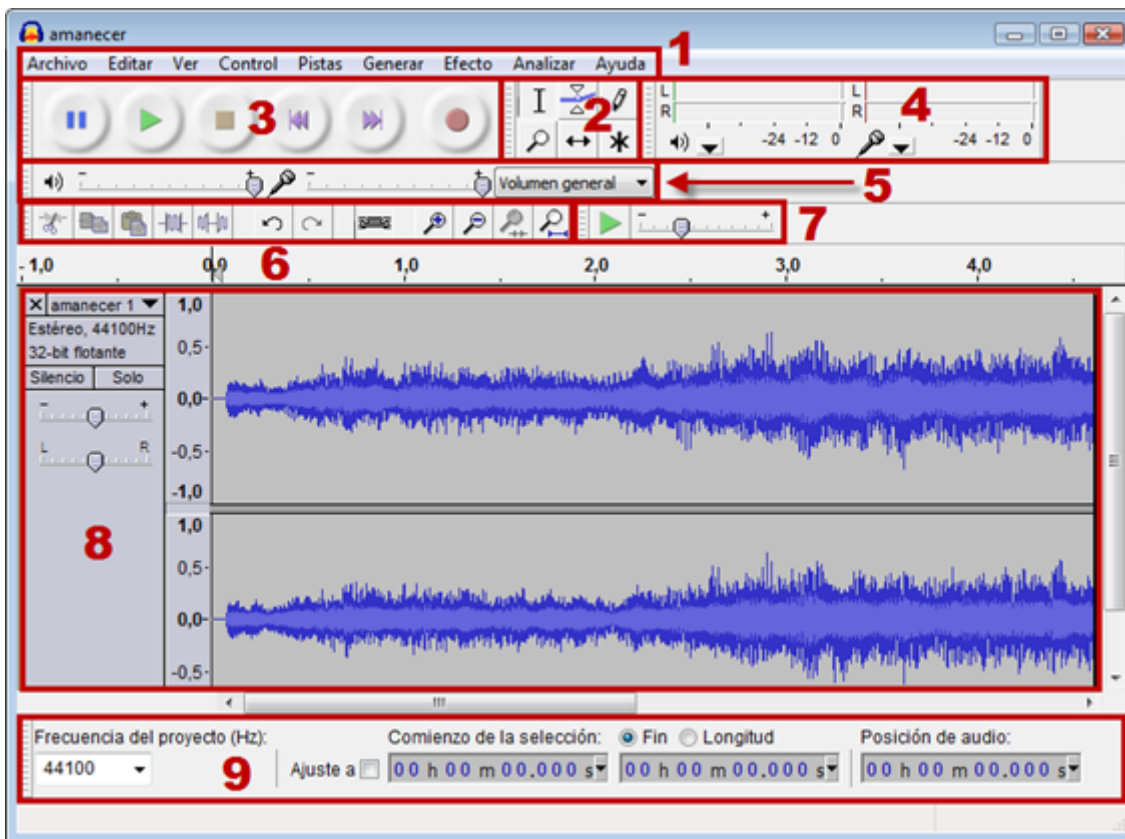 amanecer
1
Archivo Editar Ver Control Pistas Generar Efecto Analizar Ayuda
3
2
L
R
-24 -12 0
L
R
-24 -12 0
4
Volumen general
5
6
7
- 1,0 0,0 1,0 2,0 3,0 4,0
amanecer 1
Estéreo, 44100Hz
32-bit flotante
Silencio Solo
- +
L R
8
1,0
0,5-
0,0-
-0,5-
-1,0
1,0
0,5-
0,0-
-0,5-
Frecuencia del proyecto (Hz):
44100
9
Ajuste a
Comienzo de la selección: Fin Longitud
00 h 00 m 00.000 s 00 h 00 m 00.000 s
Posición de audio:
00 h 00 m 00.000 s